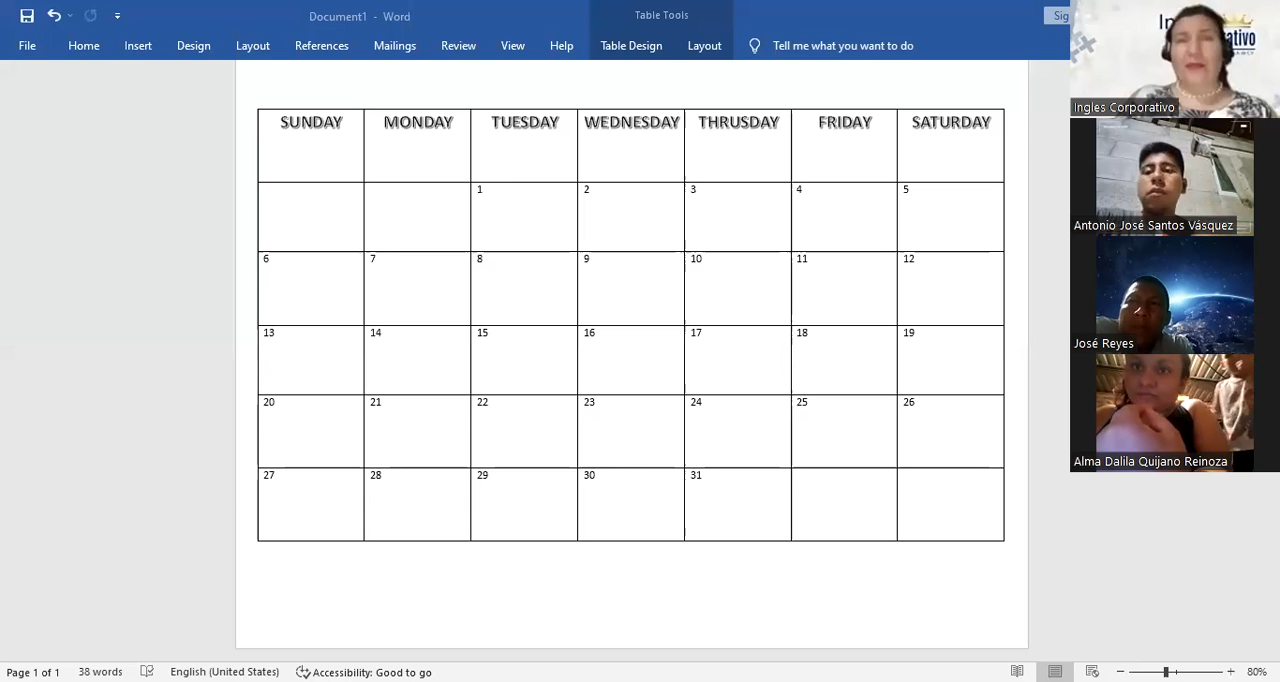 Document1 - Word
Table Tools
Sig
File Home Insert Design Layout References Mailings Review View Help Table Design Layout Tell me what you want to do
Ingles Corporativo
SUNDAY MONDAY TUESDAY WEDNESDAY THRUSDAY FRIDAY SATURDAY
1 2 3 4 5
Antonio José Santos Vásquez
6 7 8 9 10 11 12
13 14 15 16 17 18 19
José Reyes
20 21 22 23 24 25 26
Alma Dalila Quijano Reinoza
27 28 29 30 31
Page 1 of 1 38 words English (United States) Accessibility: Good to go 80%